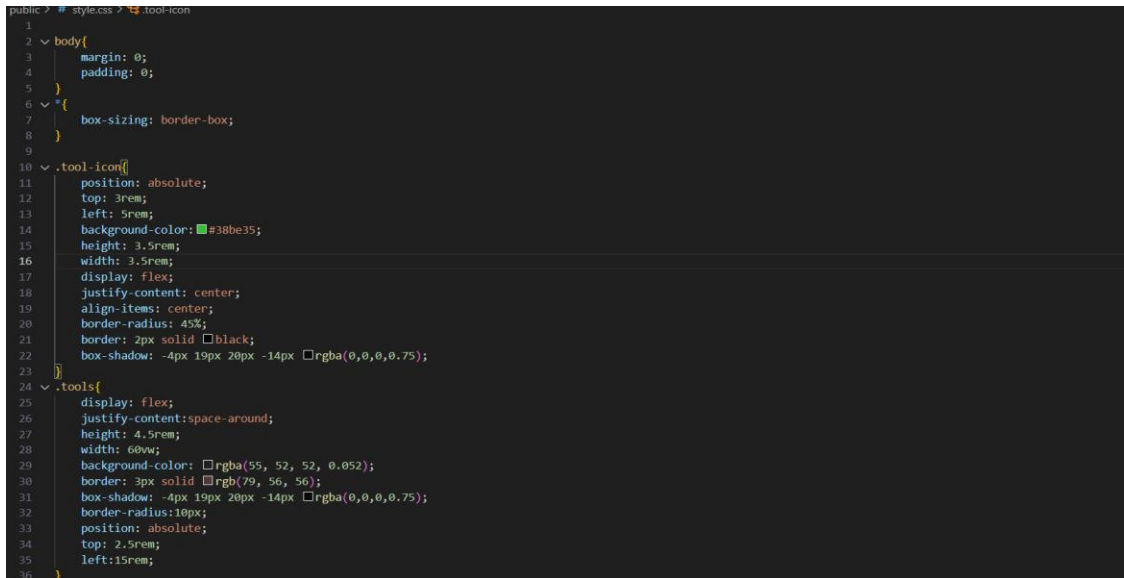 public > # style.css > .tool-icon
1
2 body{
3 margin: 0;
4 padding: 0;
5 }
6 *{
7 box-sizing: border-box;
8 }
9
10 .tool-icon{
11 position: absolute;
12 top: 3rem;
13 left: 5rem;
14 background-color: #38be35;
15 height: 3.5rem;
16 width: 3.5rem;
17 display: flex;
18 justify-content: center;
19 align-items: center;
20 border-radius: 45%;
21 border: 2px solid black;
22 box-shadow: -4px 19px 20px -14px rgba(0,0,0,0.75);
23 }
24 .tools{
25 display: flex;
26 justify-content:space-around;
27 height: 4.5rem;
28 width: 60vw;
29 background-color: rgba(55, 52, 52, 0.052);
30 border: 3px solid rgb(79, 56, 56);
31 box-shadow: -4px 19px 20px -14px rgba(0,0,0,0.75);
32 border-radius:10px;
33 position: absolute;
34 top: 2.5rem;
35 left:15rem;
36 }